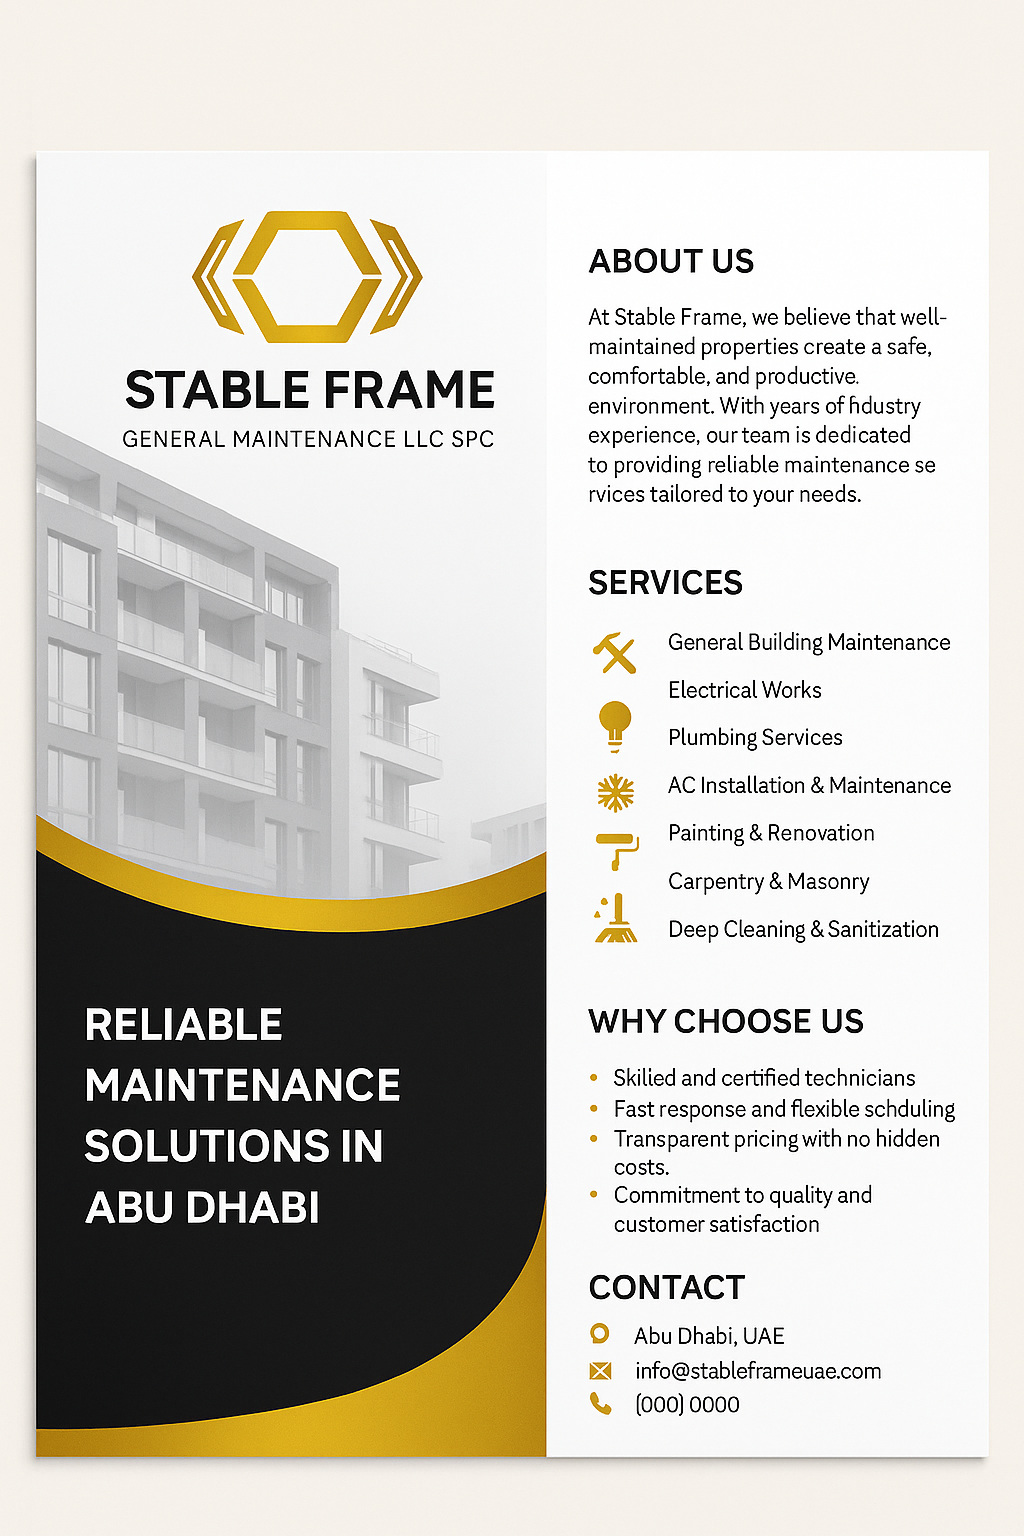 STABLE FRAME
GENERAL MAINTENANCE LLC SPC
RELIABLE
MAINTENANCE
SOLUTIONS IN
ABU DHABI
ABOUT US
At Stable Frame, we believe that well-
maintained properties create a safe,
comfortable, and productive.
environment. With years of fidustry
experience, our team is dedicated
to providing reliable maintenance se
rvices tailored to your needs.
SERVICES
General Building Maintenance
Electrical Works
Plumbing Services
AC Installation & Maintenance
Painting & Renovation
Carpentry & Masonry
Deep Cleaning & Sanitization
WHY CHOOSE US
• Skilied and certified technicians
• Fast response and flexible schduling
• Transparent pricing with no hidden
costs.
• Commitment to quality and
customer satisfaction
CONTACT
Abu Dhabi, UAE
info@stableframeuae.com
(000) 0000